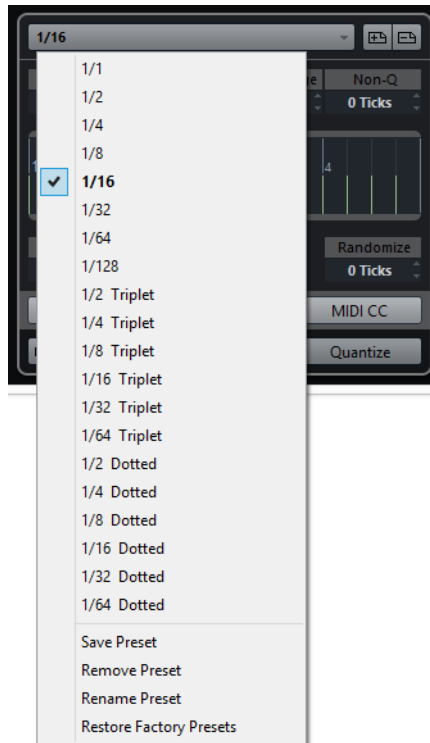 1/16
1/1
1/2
1/4
1/8
1/16
1/32
1/64
1/128
1/2 Triplet
1/4 Triplet
1/8 Triplet
1/16 Triplet
1/32 Triplet
1/64 Triplet
1/2 Dotted
1/4 Dotted
1/8 Dotted
1/16 Dotted
1/32 Dotted
1/64 Dotted
Save Preset
Remove Preset
Rename Preset
Restore Factory Presets
Non-Q
0 Ticks
4
Randomize
0 Ticks
MIDI CC
Quantize